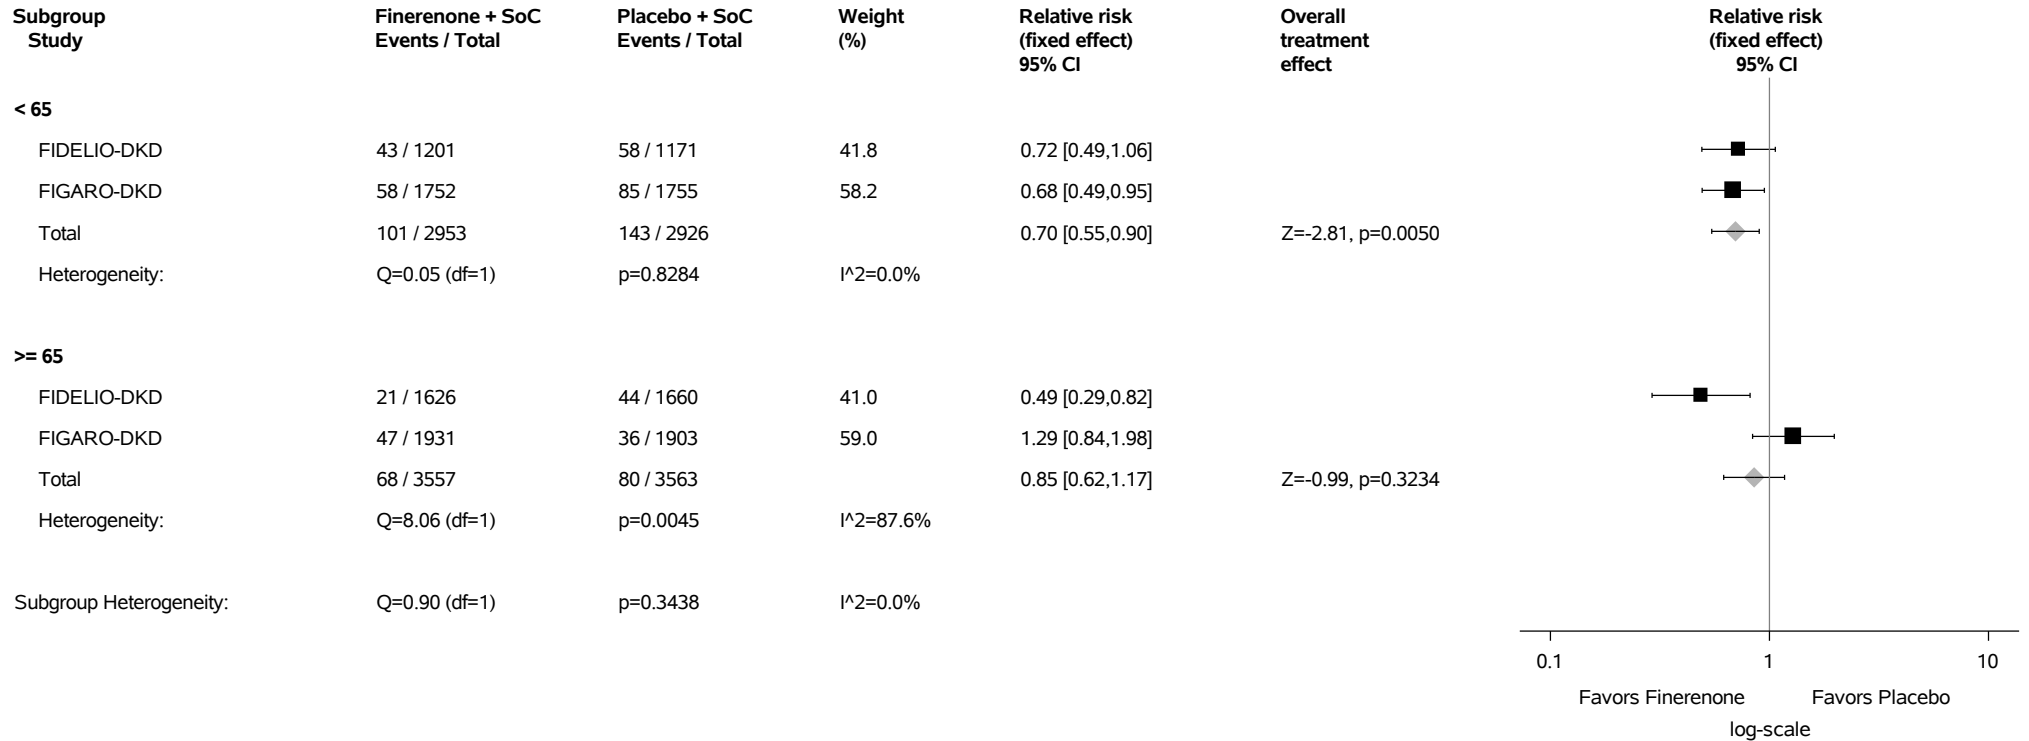 Subgroup Finerenone + SoC Placebo + SoC Weight Relative risk Overall Relative risk
Study Events / Total Events / Total (%) (fixed effect) treatment (fixed effect)
95% CI effect 95% CI
< 65
FIDELIO-DKD 43 / 1201 58 / 1171 41.8 0.72 [0.49,1.06]
FIGARO-DKD 58 / 1752 85 / 1755 58.2 0.68 [0.49,0.95]
Total 101 / 2953 143 / 2926 0.70 [0.55,0.90] Z=-2.81, p=0.0050
Heterogeneity: Q=0.05 (df=1) p=0.8284 I^2=0.0%
>= 65
FIDELIO-DKD 21 / 1626 44 / 1660 41.0 0.49 [0.29,0.82]
FIGARO-DKD 47 / 1931 36 / 1903 59.0 1.29 [0.84,1.98]
Total 68 / 3557 80 / 3563 0.85 [0.62,1.17] Z=-0.99, p=0.3234
Heterogeneity: Q=8.06 (df=1) p=0.0045 I^2=87.6%
Subgroup Heterogeneity: Q=0.90 (df=1) p=0.3438 I^2=0.0%
0.1 1 10
Favors Finerenone Favors Placebo
log-scale